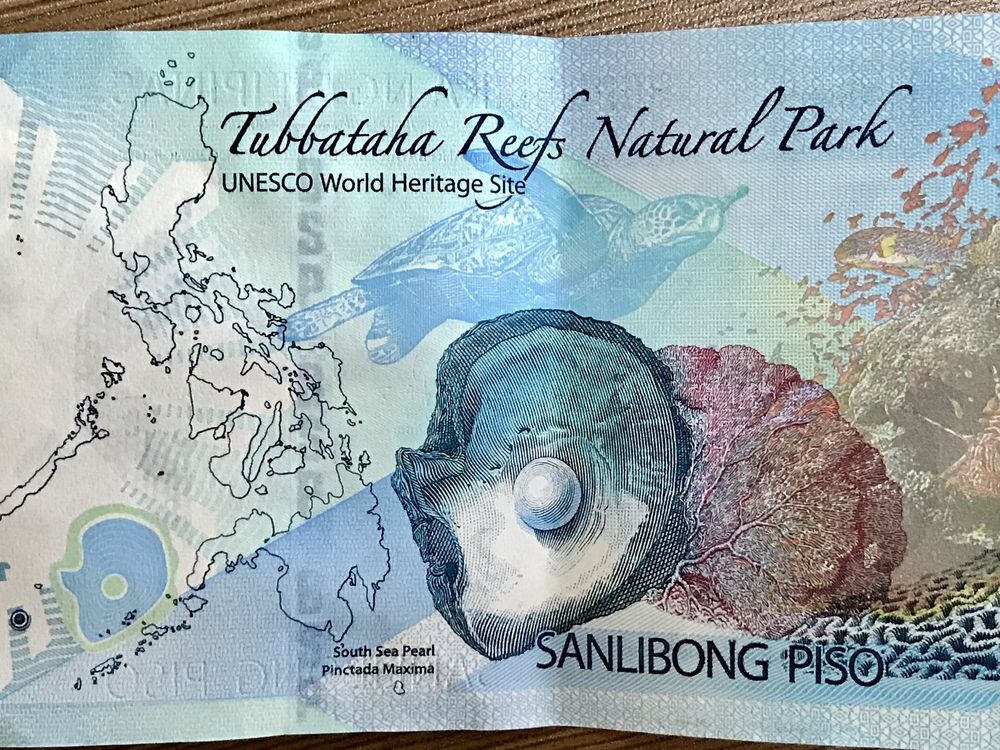 Tubbataha Reefs Natural Park
UNESCO World Heritage Site
South Sea Pearl
Pinctada Maxima
SANLIBONG PISO